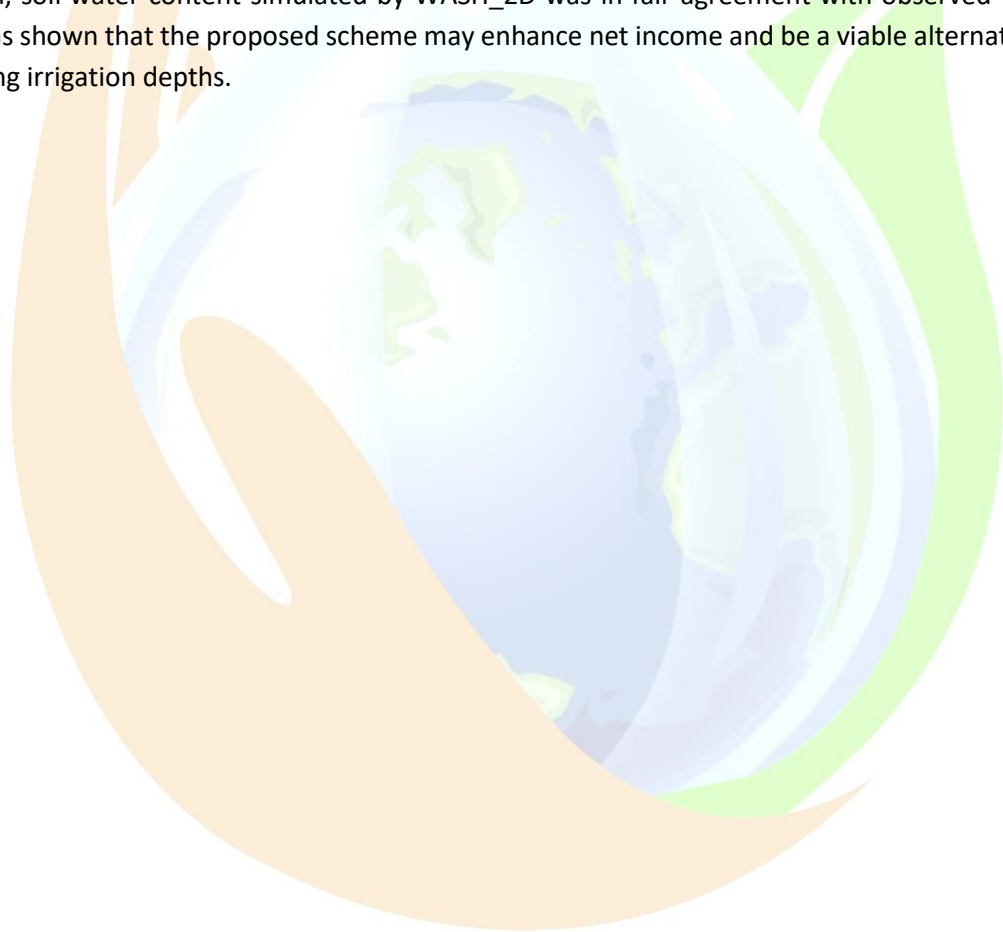 , soil water content simulated by WASH_2D was in fair agreement with observed
s shown that the proposed scheme may enhance net income and be a viable alternat
ng irrigation depths.